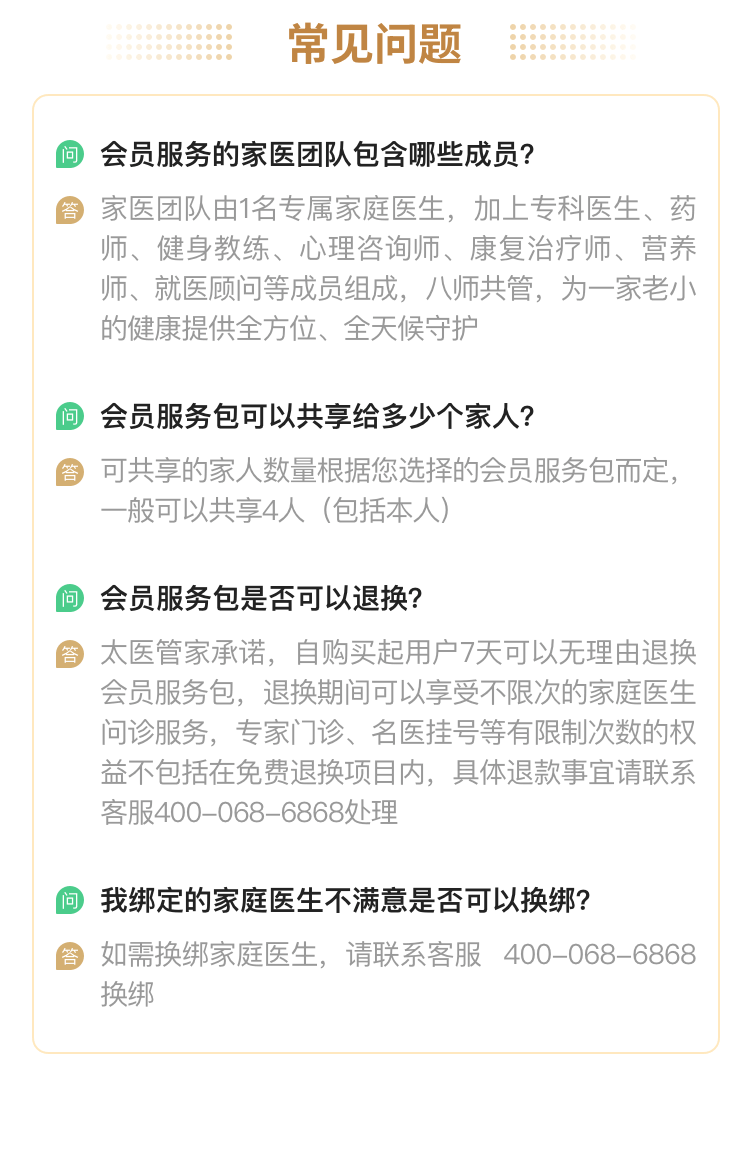 常见问题
问 会员服务的家医团队包含哪些成员?
答 家医团队由1名专属家庭医生，加上专科医生、药
师、健身教练、心理咨询师、康复治疗师、营养
师、就医顾问等成员组成，八师共管，为一家老小
的健康提供全方位、全天候守护
问 会员服务包可以共享给多少个家人?
答 可共享的家人数量根据您选择的会员服务包而定，
一般可以共享4人（包括本人）
问 会员服务包是否可以退换?
答 太医管家承诺，自购买起用户7天可以无理由退换
会员服务包，退换期间可以享受不限次的家庭医生
问诊服务，专家门诊、名医挂号等有限制次数的权
益不包括在免费退换项目内，具体退款事宜请联系
客服400-068-6868处理
问 我绑定的家庭医生不满意是否可以换绑?
答 如需换绑家庭医生，请联系客服 400-068-6868
换绑